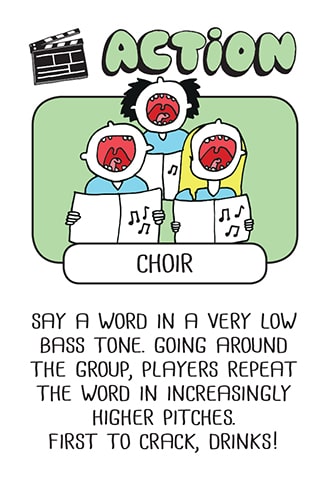 ACTiON
CHOIR
SAY A WORD IN A VERY LOW
BASS TONE. GOING AROUND
THE GROUP, PLAYERS REPEAT
THE WORD IN INCREASINGLY
HIGHER PITCHES.
FIRST TO CRACK, DRINKS!